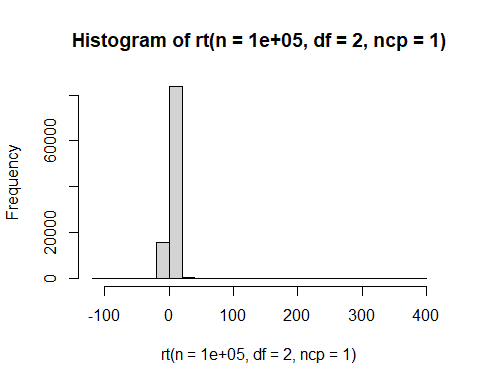 Histogram of rt(n = 1e+05, df = 2, ncp = 1)
Frequency
60000
20000
0
-100 0 100 200 300 400
rt(n = 1e+05, df = 2, ncp = 1)